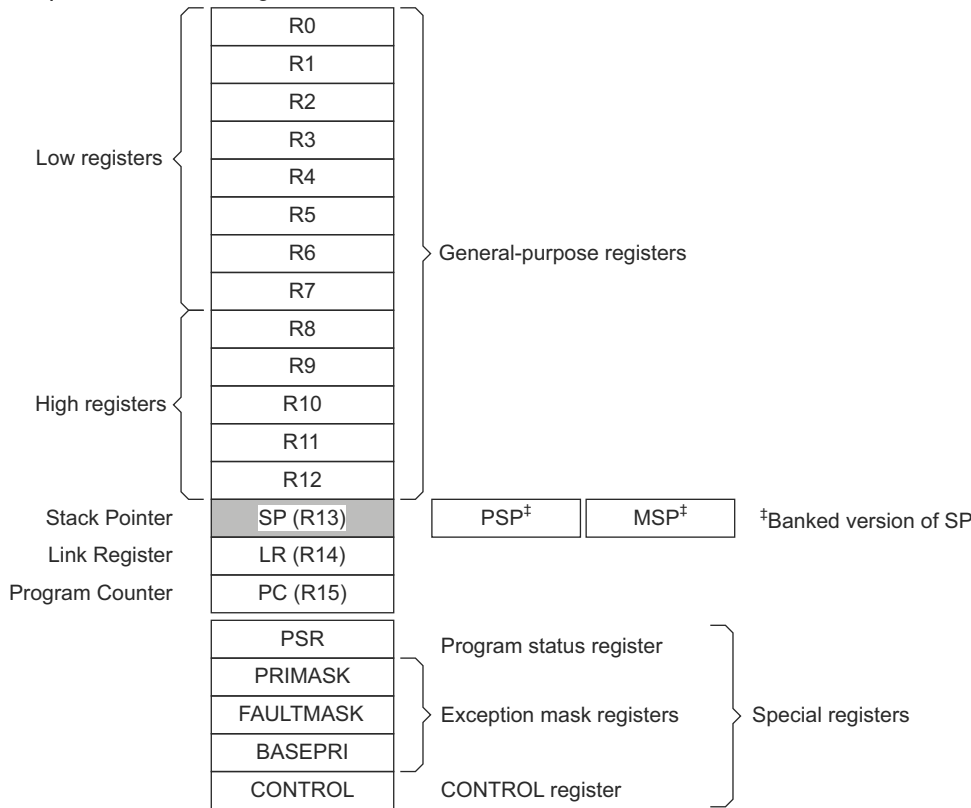 R0
R1
R2
R3
Low registers
R4
R5
R6
General-purpose registers
R7
R8
R9
High registers
R10
R11
R12
Stack Pointer SP (R13) PSP‡ MSP‡ ‡Banked version of SP
Link Register LR (R14)
Program Counter PC (R15)
PSR Program status register
PRIMASK
FAULTMASK Exception mask registers Special registers
BASEPRI
CONTROL CONTROL register